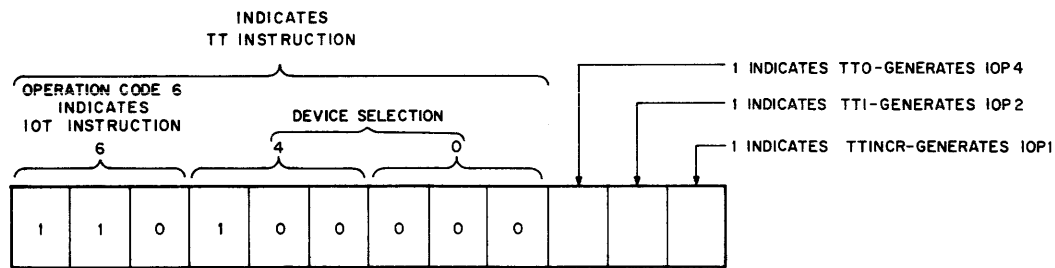 INDICATES
TT INSTRUCTION
OPERATION CODE 6
INDICATES
IOT INSTRUCTION
DEVICE SELECTION
6 4 0
1 INDICATES TTO-GENERATES IOP4
1 INDICATES TTI-GENERATES IOP2
1 INDICATES TTINCR-GENERATES IOP1
1 1 0 1 0 0 0 0 0